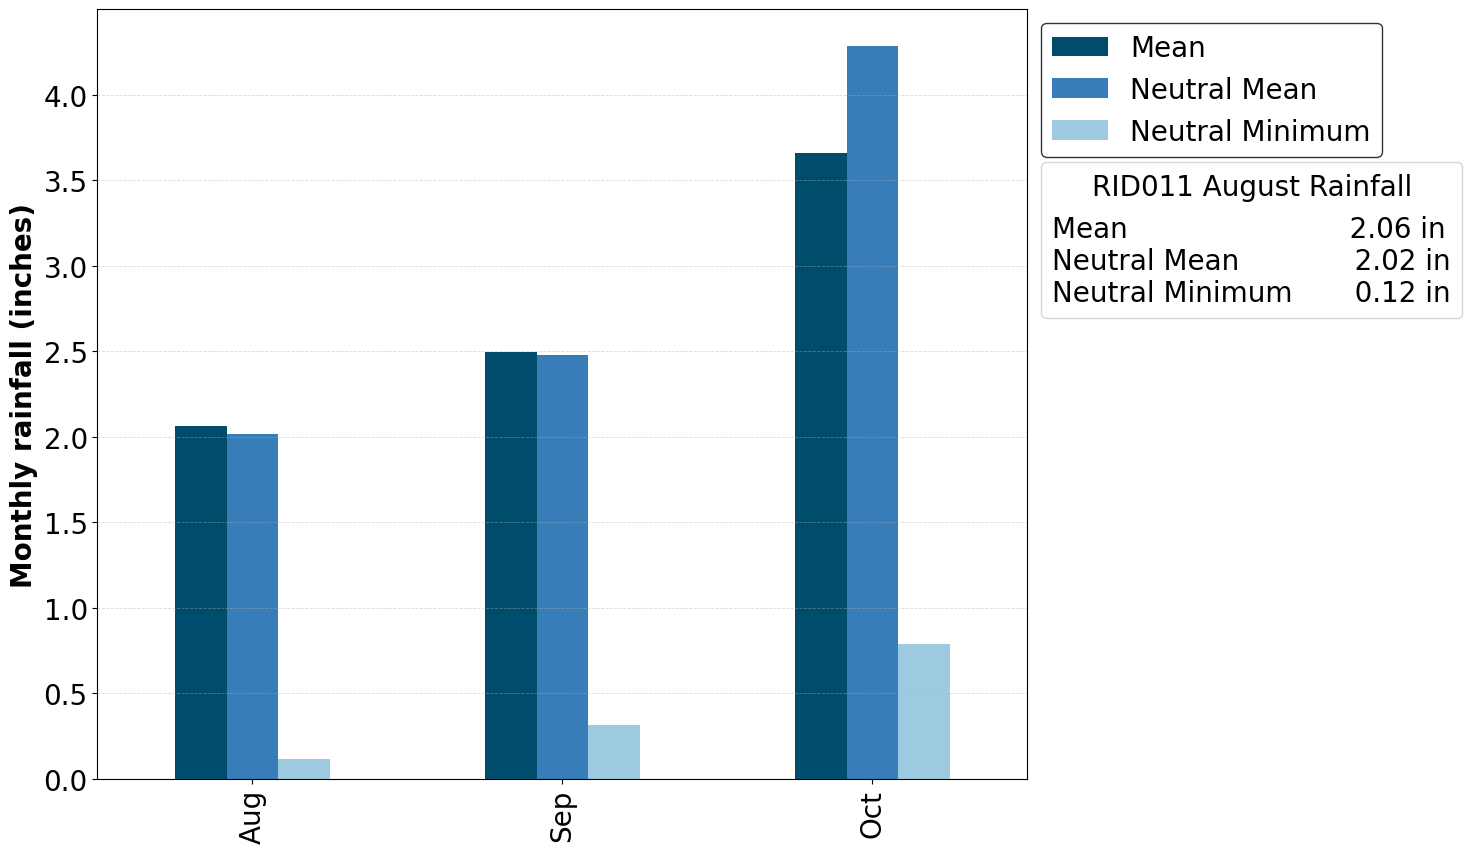 Monthly rainfall (inches)
4.0
3.5
3.0
2.5
2.0
1.5
1.0
0.5
0.0
Aug
Sep
Oct
Mean
Neutral Mean
Neutral Minimum
RID011 August Rainfall
Mean 2.06 in
Neutral Mean 2.02 in
Neutral Minimum 0.12 in